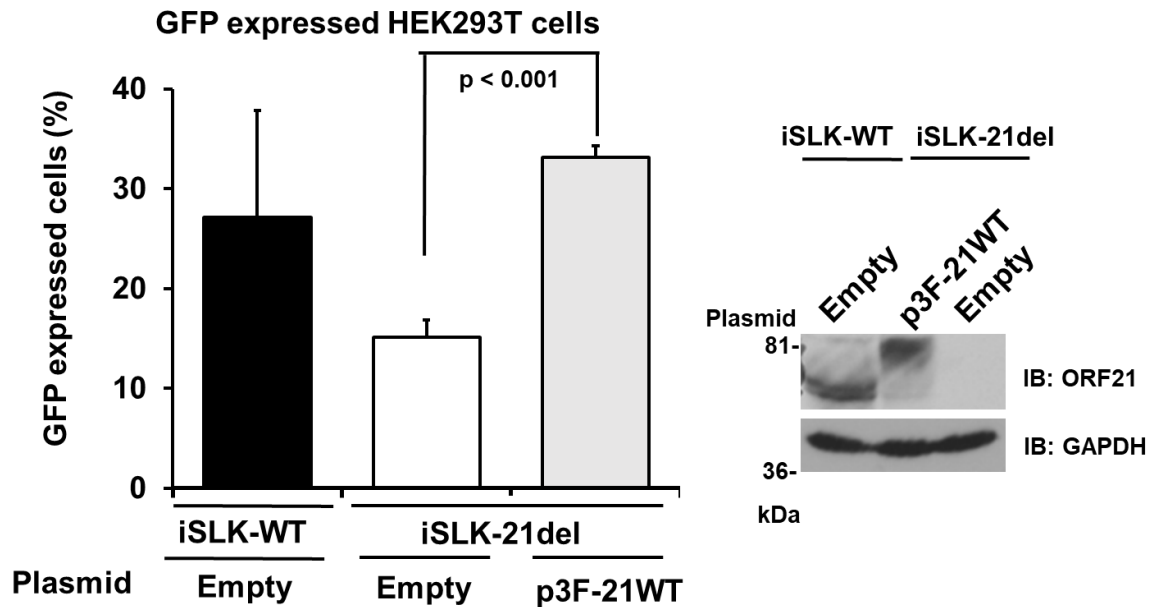 GFP expressed HEK293T cells
p < 0.001
GFP expressed cells (%)
40
30
20
10
0
iSLK-WT
iSLK-21del
Plasmid
Empty
Empty
p3F-21WT
iSLK-WT
iSLK-21del
Plasmid
Empty
p3F-21WT
Empty
81-
IB: ORF21
IB: GAPDH
36-
kDa